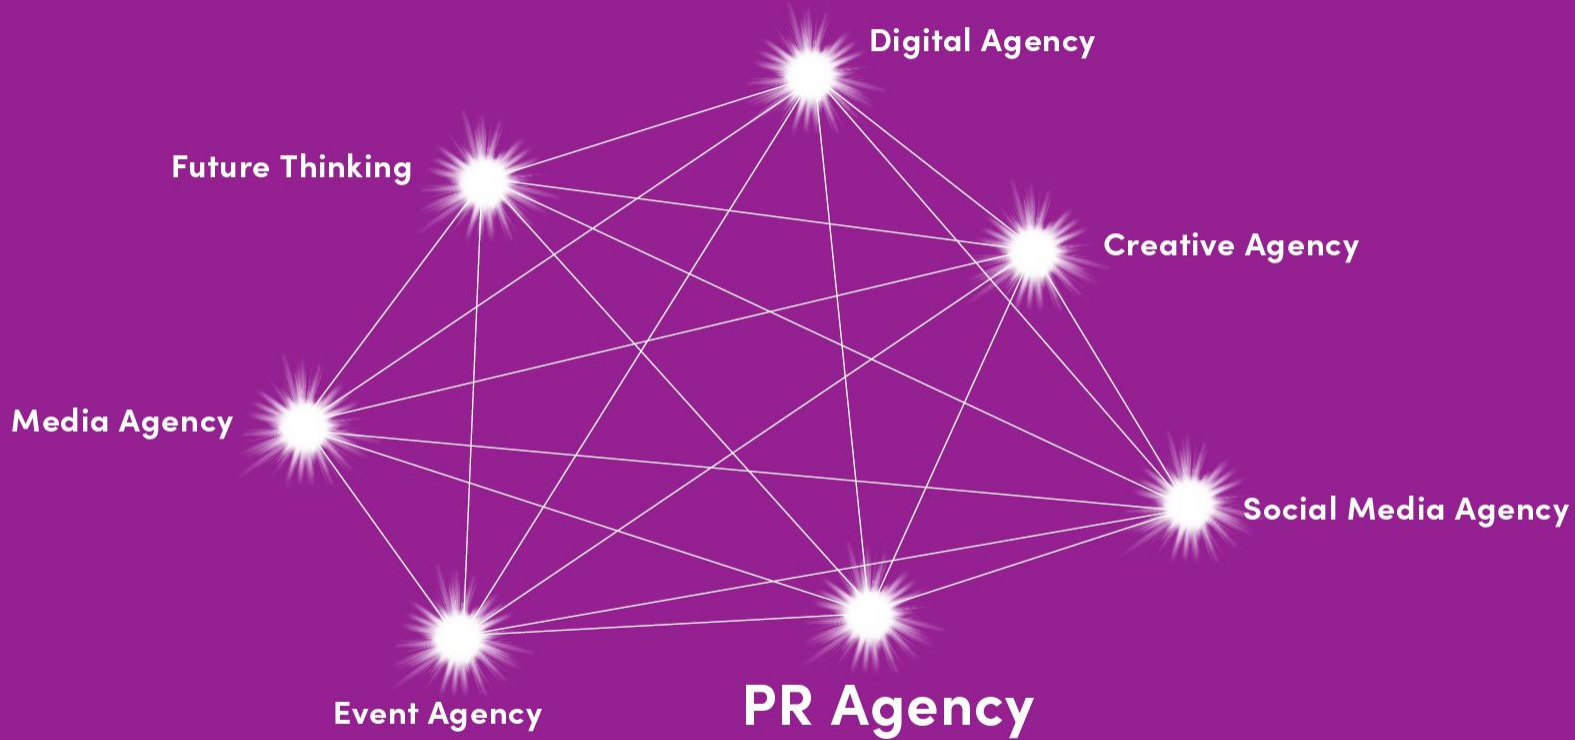 Digital Agency
Future Thinking
Creative Agency
Media Agency
Social Media Agency
Event Agency
PR Agency